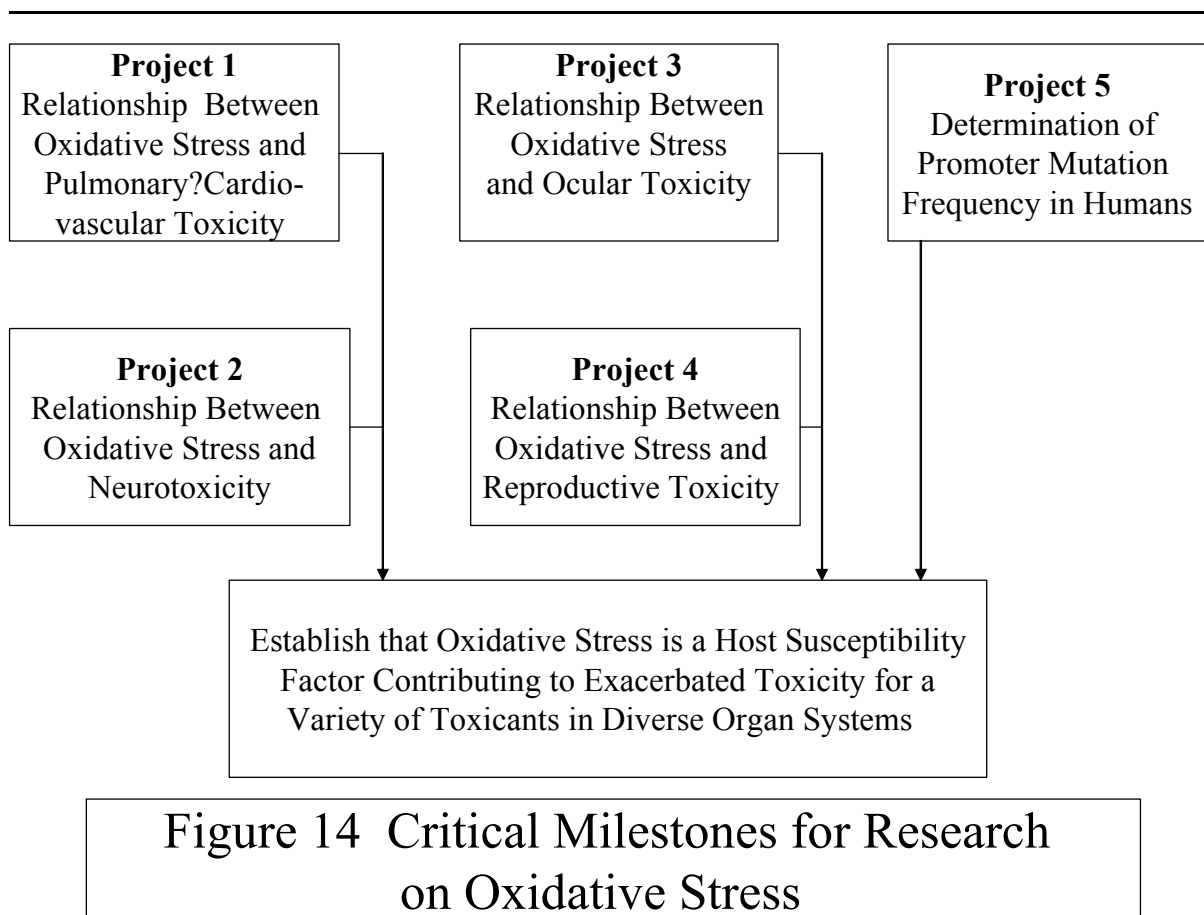 Project 1
Relationship Between
Oxidative Stress and
Pulmonary?Cardio-
vascular Toxicity
Project 3
Relationship Between
Oxidative Stress
and Ocular Toxicity
Project 5
Determination of
Promoter Mutation
Frequency in Humans
Project 2
Relationship Between
Oxidative Stress and
Neurotoxicity
Project 4
Relationship Between
Oxidative Stress and
Reproductive Toxicity
Establish that Oxidative Stress is a Host Susceptibility
Factor Contributing to Exacerbated Toxicity for a
Variety of Toxicants in Diverse Organ Systems
Figure 14 Critical Milestones for Research
on Oxidative Stress